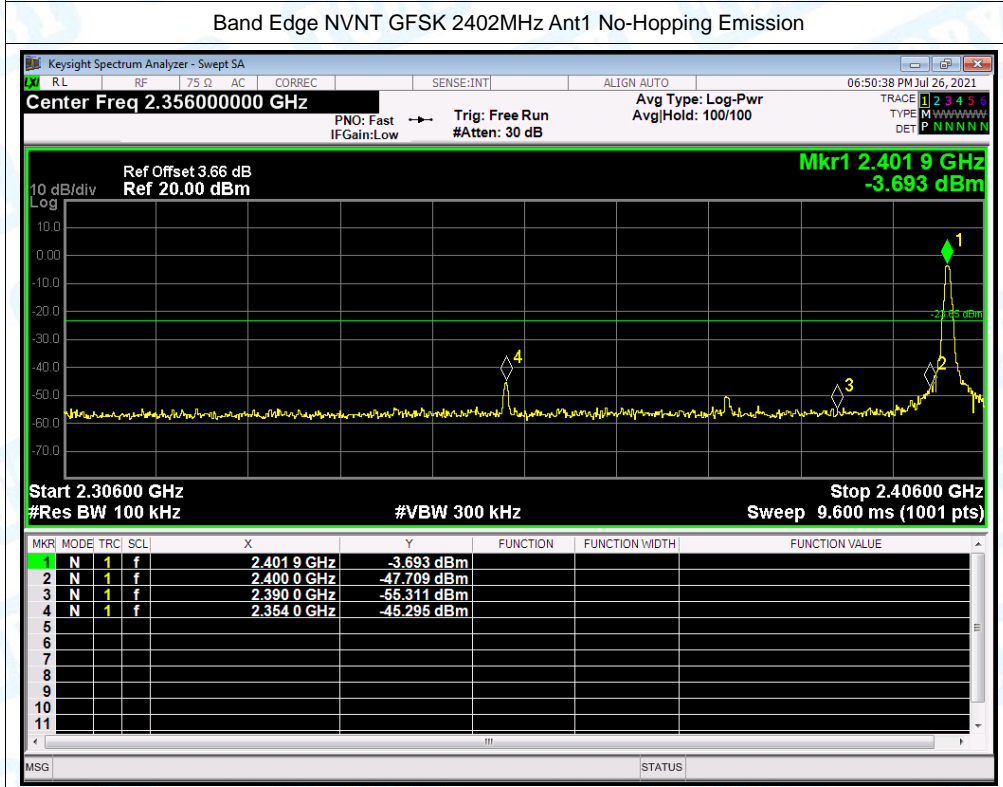 Band Edge NVNT GFSK 2402MHz Ant1 No-Hopping Emission
Keysight Spectrum Analyzer - Swept SA
LXI RL RF 75 Ω AC CORREC SENSE:INT ALIGN AUTO 06:50:38 PM Jul 26, 2021
Center Freq 2.356000000 GHz
PNO: Fast
IFGain:Low
Trig: Free Run
#Atten: 30 dB
Avg Type: Log-Pwr
Avg|Hold: 100/100
TRACE 1 2 3 4 5 6
TYPE M WWWWW
DET P N N N N N
Ref Offset 3.66 dB
10 dB/div Ref 20.00 dBm
Log
Mkr1 2.401 9 GHz
-3.693 dBm
10.0
0.00
-10.0
-20.0
-30.0
-40.0
-50.0
-60.0
-70.0
1
2
3
4
Start 2.30600 GHz Stop 2.40600 GHz
#Res BW 100 kHz #VBW 300 kHz Sweep 9.600 ms (1001 pts)
MKR MODE TRC SCL X Y FUNCTION FUNCTION WIDTH FUNCTION VALUE
1 N 1 f 2.401 9 GHz -3.693 dBm
2 N 1 f 2.400 0 GHz -47.709 dBm
3 N 1 f 2.390 0 GHz -55.311 dBm
4 N 1 f 2.354 0 GHz -45.295 dBm
5
6
7
8
9
10
11
MSG STATUS